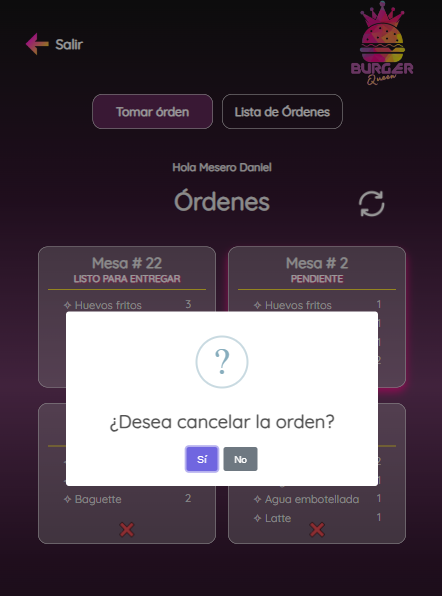 Salir
BURGER
Queen
Tomar órden
Lista de Órdenes
Hola Mesero Daniel
Órdenes
Mesa # 22
LISTO PARA ENTREGAR
Huevos fritos 3
Mesa # 2
PENDIENTE
Huevos fritos 1
1
1
2
?
¿Desea cancelar la orden?
Sí
No
Baguette 2
2
1
Agua embotellada 1
Latte 1